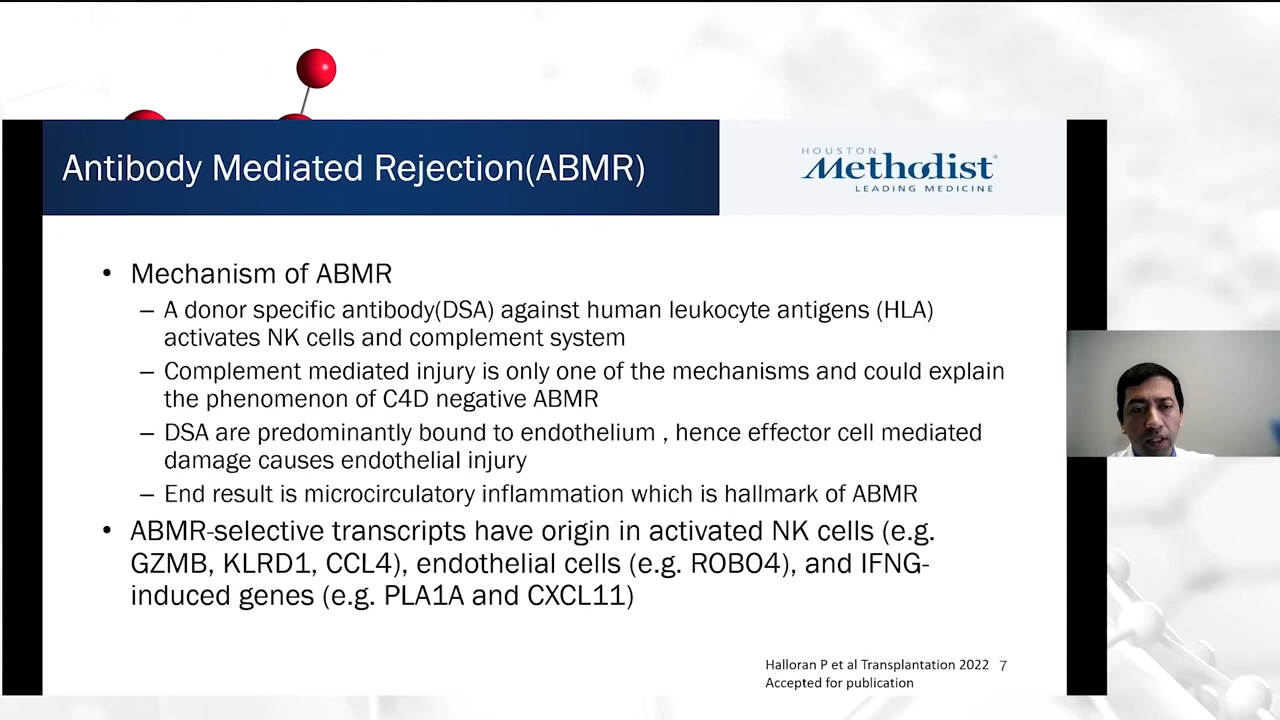 Antibody Mediated Rejection(ABMR)
HOUSTON
Methodist®
LEADING MEDICINE
• Mechanism of ABMR
– A donor specific antibody(DSA) against human leukocyte antigens (HLA)
activates NK cells and complement system
– Complement mediated injury is only one of the mechanisms and could explain
the phenomenon of C4D negative ABMR
– DSA are predominantly bound to endothelium , hence effector cell mediated
damage causes endothelial injury
– End result is microcirculatory inflammation which is hallmark of ABMR
• ABMR-selective transcripts have origin in activated NK cells (e.g.
GZMB, KLRD1, CCL4), endothelial cells (e.g. ROBO4), and IFNG-
induced genes (e.g. PLA1A and CXCL11)
Halloran P et al Transplantation 2022 7
Accepted for publication